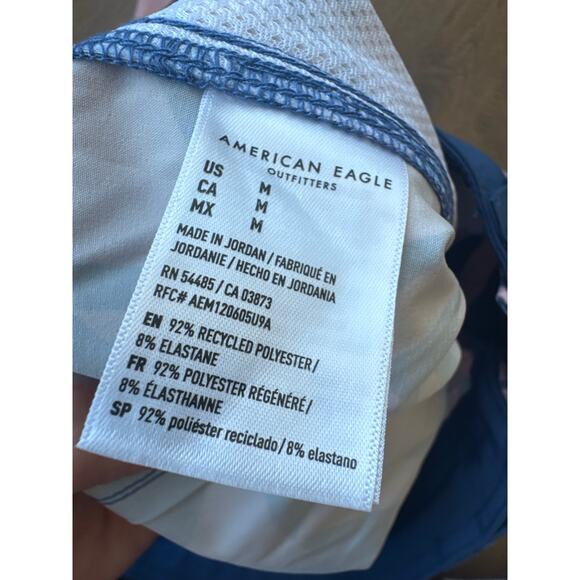 AMERICAN EAGLE
OUTFITTERS
US M
CA M
MX M
MADE IN JORDAN / FABRIQUÉ EN
JORDANIE / HECHO EN JORDANIA
RN 54485 / CA 03873
RFC# AEM120605U9A
EN 92% RECYCLED POLYESTER /
8% ELASTANE
FR 92% POLYESTER RÉGÉNÉRÉ /
8% ÉLASTHANNE
SP 92% poliéster reciclado / 8% elastano